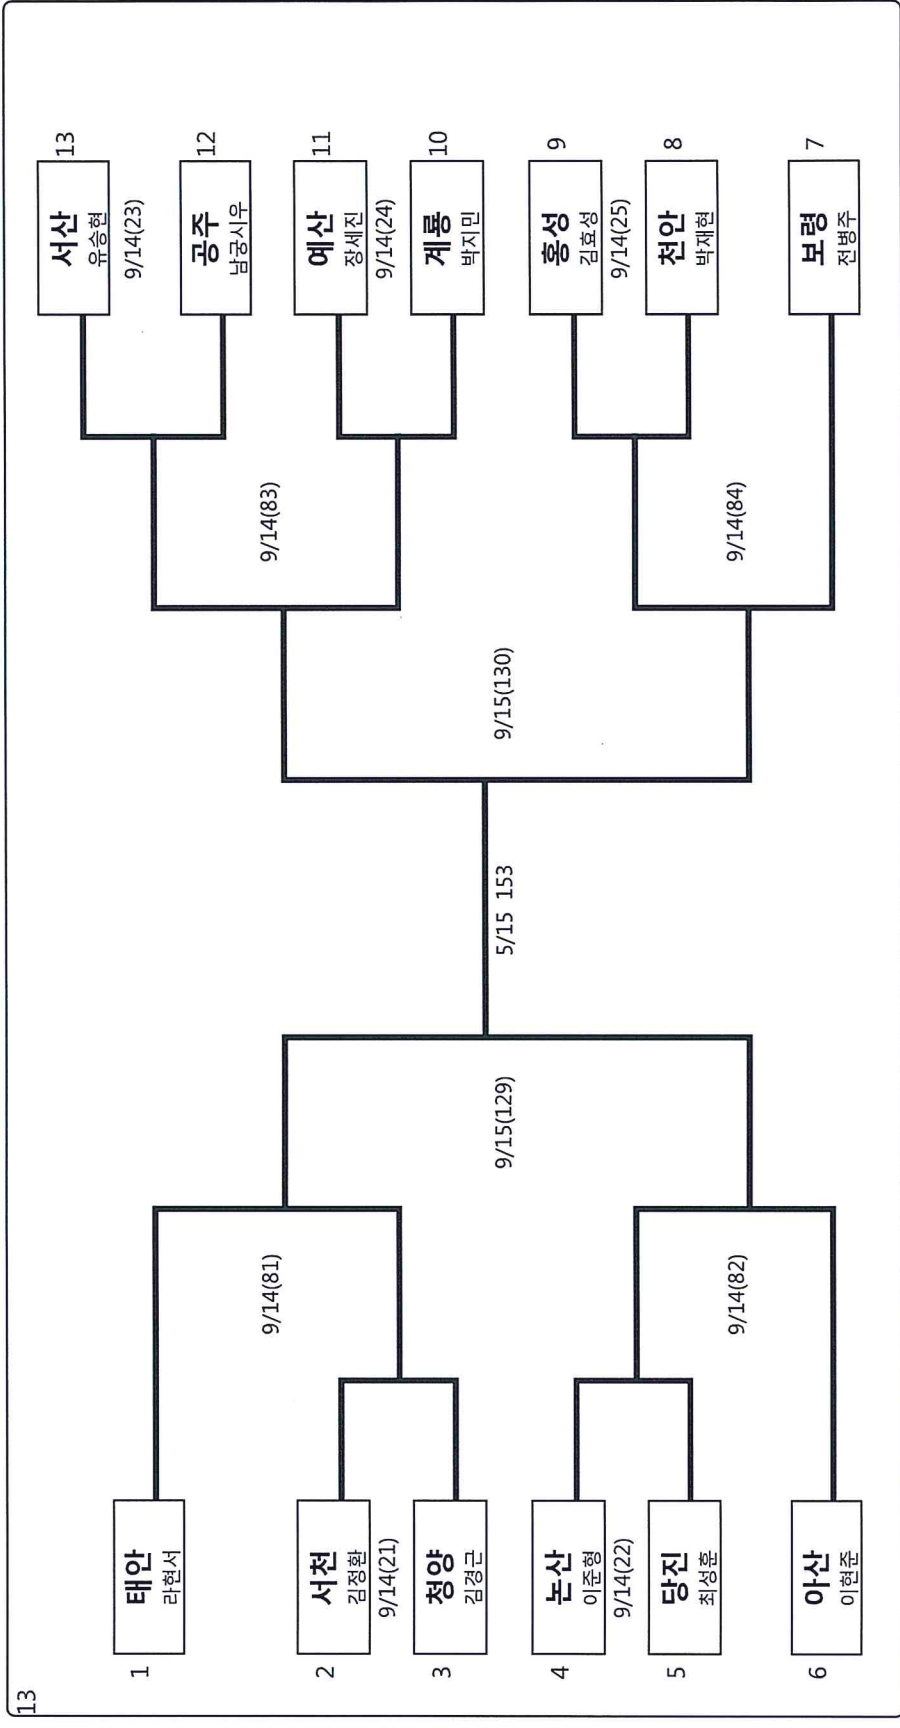 13
1
태안
라현서
2
서천
김정환
9/14(21)
3
청양
김경근
4
논산
이준형
9/14(22)
5
당진
최성훈
6
아산
이현준
9/14(81)
9/14(82)
9/15(129)
5/15 153
9/15(130)
9/14(83)
9/14(84)
서산
유승현
13
9/14(23)
공주
남궁시우
12
예산
장세진
11
9/14(24)
계룡
박지민
10
홍성
김효성
9
9/14(25)
천안
박재현
8
보령
전병주
7